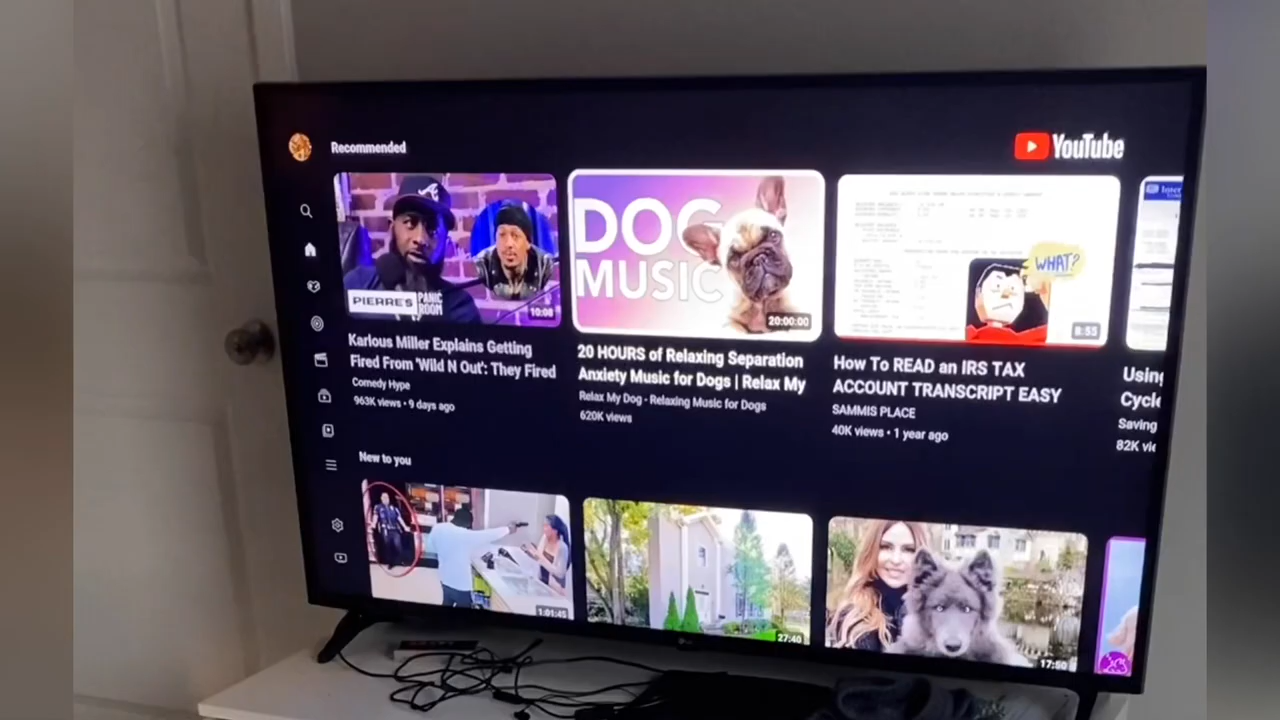 Recommended
YouTube
PIERRE'S PANIC ROOM
10:08
DOG
MUSIC
20:00:00
WHAT?
8:55
Karlous Miller Explains Getting
Fired From 'Wild N Out': They Fired
Comedy Hype
963K views • 9 days ago
20 HOURS of Relaxing Separation
Anxiety Music for Dogs | Relax My
Relax My Dog - Relaxing Music for Dogs
620K views
How To READ an IRS TAX
ACCOUNT TRANSCRIPT EASY
SAMMIS PLACE
40K views • 1 year ago
Using
Cycle
Saving
82K vie
New to you
1:01:45
27:40
17:50
LG